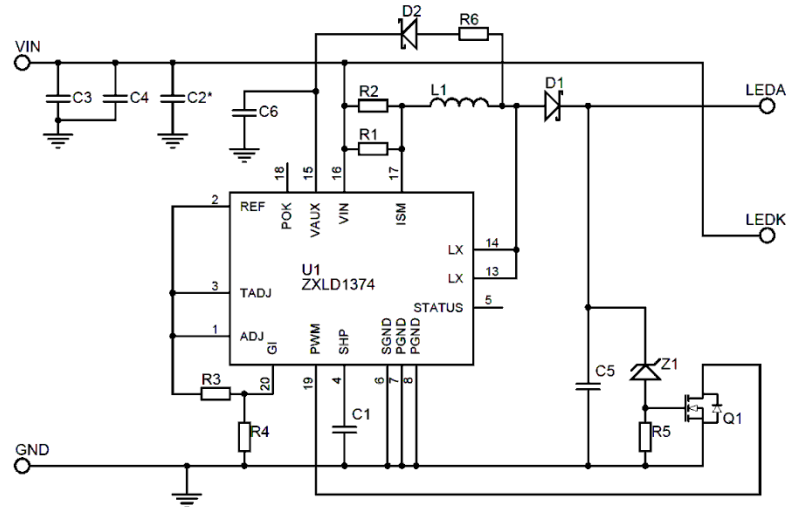 D2
R6
VIN
C3
C4
C2*
C6
R2
L1
D1
LEDA
R1
18
15
16
17
2
REF
POK
VAUX
VIN
ISM
LEDK
LX
14
U1
ZXLD1374
LX
13
3
TADJ
STATUS
5
1
ADJ
GI
PWM
SHP
SGND
PGND
PGND
Z1
C5
20
19
4
6
7
8
R3
C1
Q1
R4
R5
GND